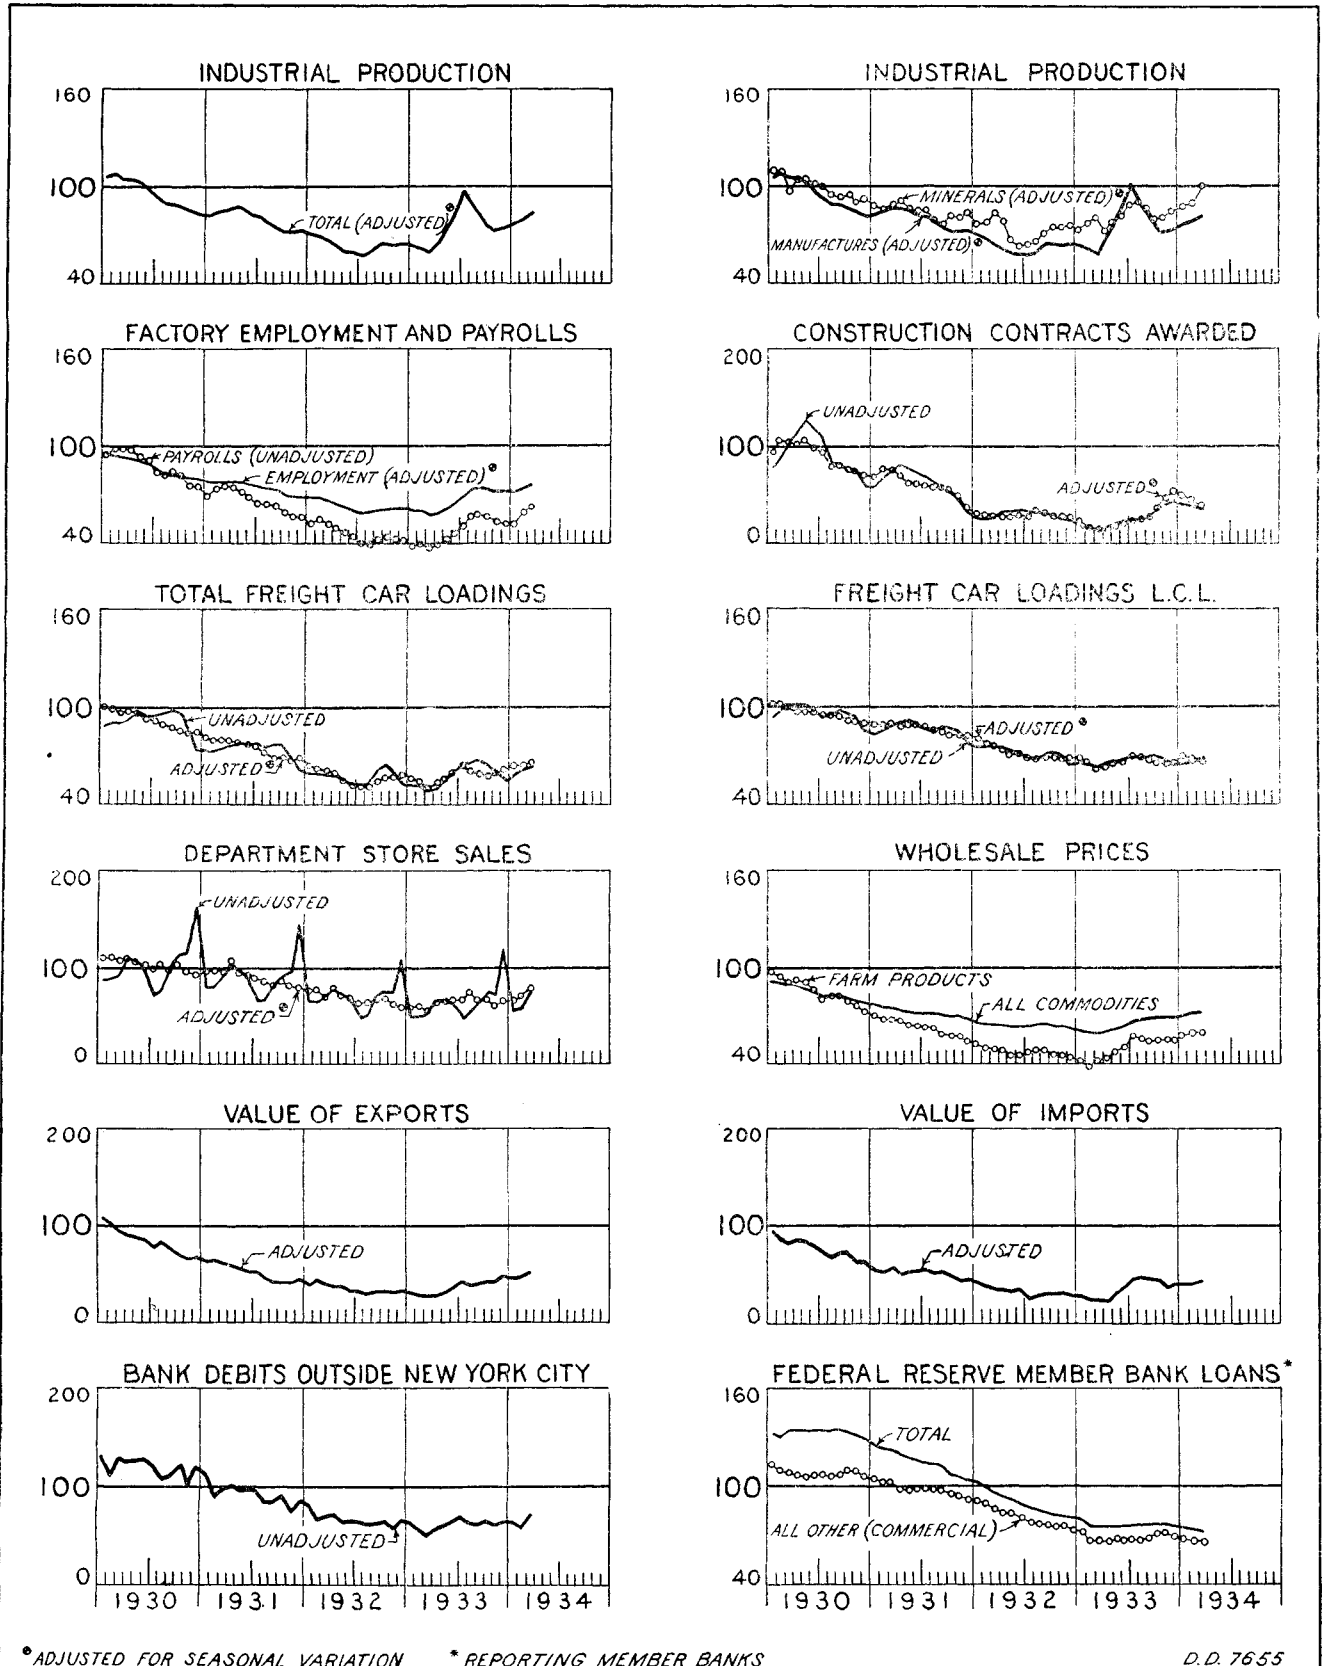 INDUSTRIAL PRODUCTION
160
100
40
TOTAL (ADJUSTED)
INDUSTRIAL PRODUCTION
160
100
40
MINERALS (ADJUSTED)
MANUFACTURES (ADJUSTED)
FACTORY EMPLOYMENT AND PAYROLLS
160
100
40
PAYROLLS (UNADJUSTED)
EMPLOYMENT (ADJUSTED)
CONSTRUCTION CONTRACTS AWARDED
200
100
0
UNADJUSTED
ADJUSTED
TOTAL FREIGHT CAR LOADINGS
160
100
40
UNADJUSTED
ADJUSTED
FREIGHT CAR LOADINGS L.C.L.
160
100
40
ADJUSTED
UNADJUSTED
DEPARTMENT STORE SALES
200
100
0
UNADJUSTED
ADJUSTED
WHOLESALE PRICES
160
100
40
FARM PRODUCTS
ALL COMMODITIES
VALUE OF EXPORTS
200
100
0
ADJUSTED
VALUE OF IMPORTS
200
100
0
ADJUSTED
BANK DEBITS OUTSIDE NEW YORK CITY
200
100
0
UNADJUSTED
1930 1931 1932 1933 1934
FEDERAL RESERVE MEMBER BANK LOANS*
160
100
40
TOTAL
ALL OTHER (COMMERCIAL)
1930 1931 1932 1933 1934
ADJUSTED FOR SEASONAL VARIATION * REPORTING MEMBER BANKS D.D. 7655